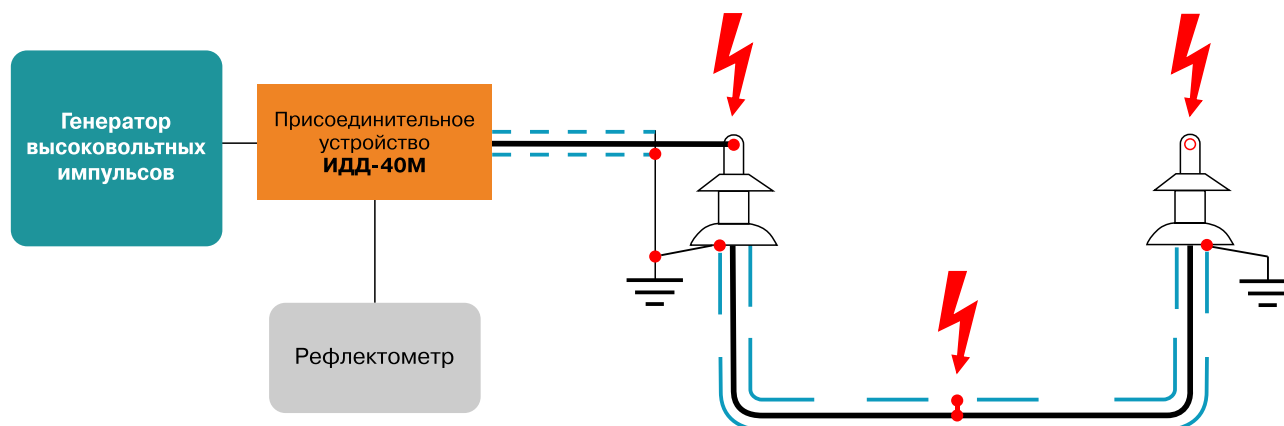 Генератор
высоковольтных
импульсов
Присоединительное
устройство
ИДД-40М
Рефлектометр